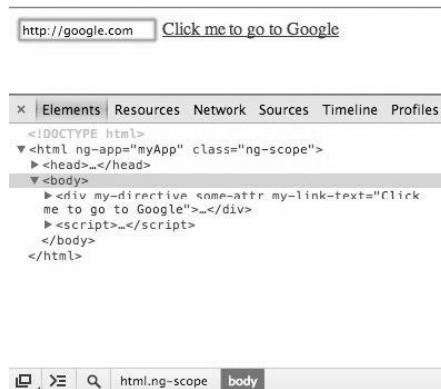 http://google.com Click me to go to Google
× Elements Resources Network Sources Timeline Profiles
<!DOCTYPE html>
▼<html ng-app="myApp" class="ng-scope">
▶<head>…</head>
▼<body>
▶<div my-directive some-attr my-link-text="Click
me to go to Google">…</div>
▶<script>…</script>
</body>
</html>
html.ng-scope body